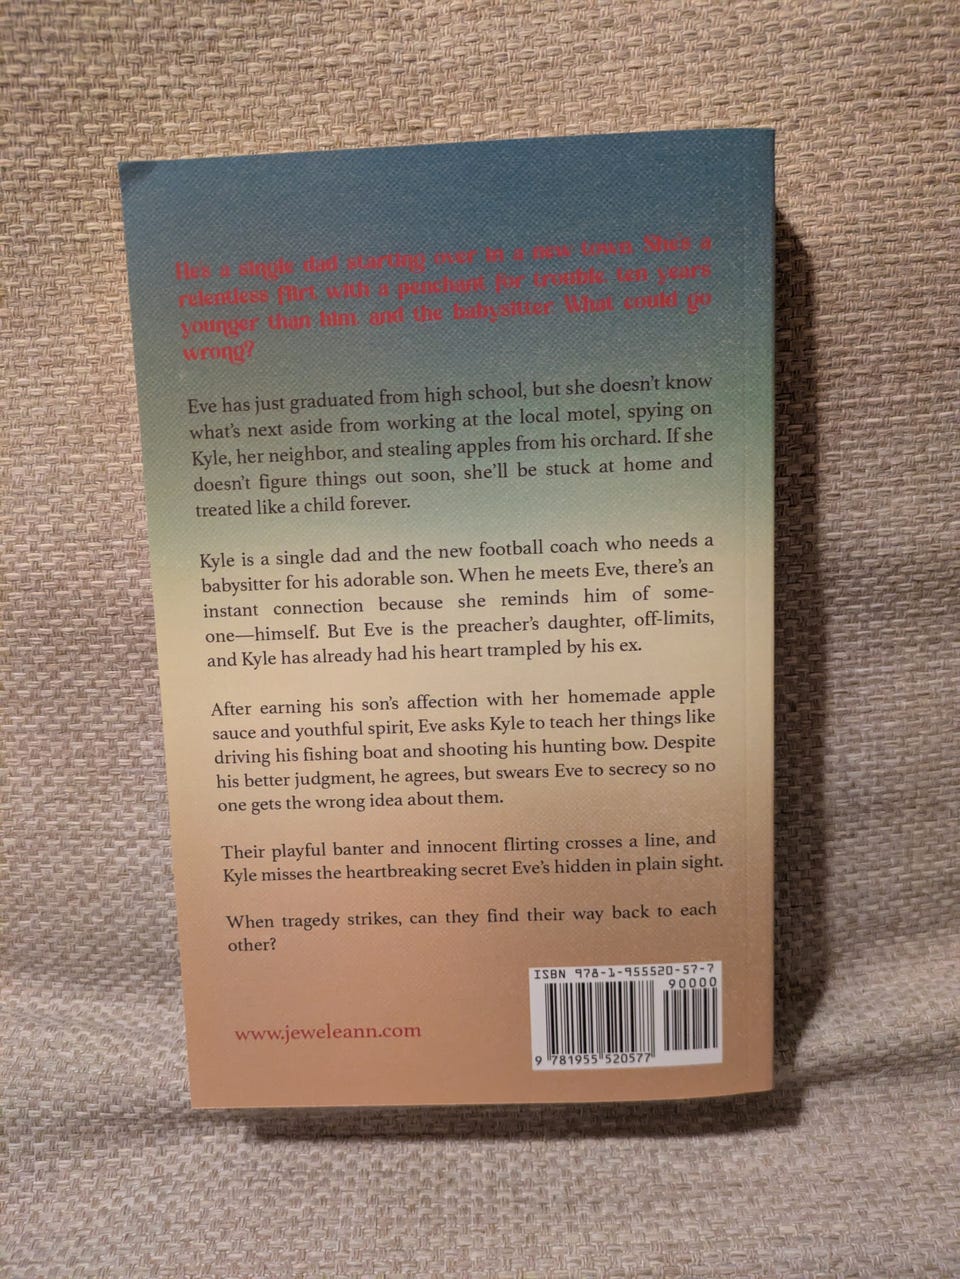 He's a single dad starting over in a new town. She's a
relentless flirt with a penchant for trouble, ten years
younger than him, and the babysitter. What could go
wrong?
Eve has just graduated from high school, but she doesn't know
what's next aside from working at the local motel, spying on
Kyle, her neighbor, and stealing apples from his orchard. If she
doesn't figure things out soon, she'll be stuck at home and
treated like a child forever.
Kyle is a single dad and the new football coach who needs a
babysitter for his adorable son. When he meets Eve, there's an
instant connection because she reminds him of some-
one—himself. But Eve is the preacher's daughter, off-limits,
and Kyle has already had his heart trampled by his ex.
After earning his son's affection with her homemade apple
sauce and youthful spirit, Eve asks Kyle to teach her things like
driving his fishing boat and shooting his hunting bow. Despite
his better judgment, he agrees, but swears Eve to secrecy so no
one gets the wrong idea about them.
Their playful banter and innocent flirting crosses a line, and
Kyle misses the heartbreaking secret Eve's hidden in plain sight.
When tragedy strikes, can they find their way back to each
other?
ISBN 978-1-955520-57-7
90000
www.jeweleann.com
9 781955 520577